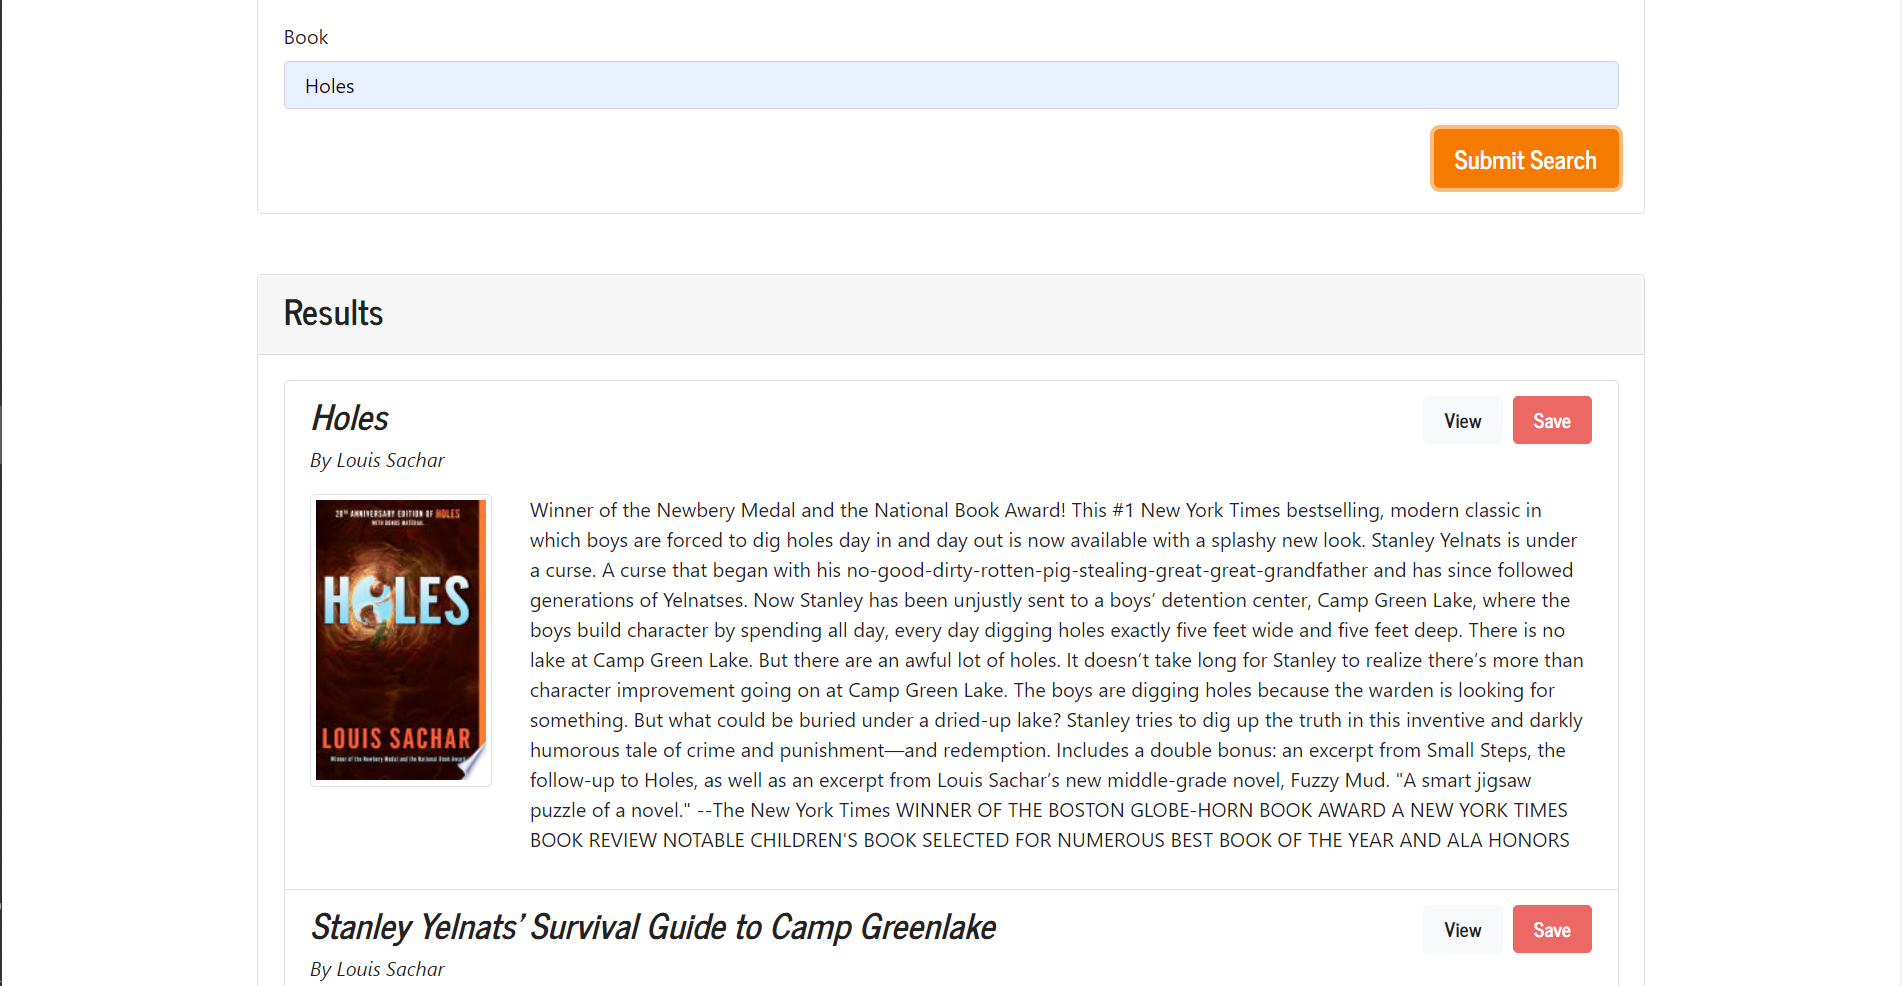 Book
Holes
Submit Search
Results
Holes
View
Save
By Louis Sachar
20TH ANNIVERSARY EDITION OF HOLES
WITH BONUS MATERIAL
HOLES
LOUIS SACHAR
Winner of the Newbery Medal and the National Book Award
Winner of the Newbery Medal and the National Book Award! This #1 New York Times bestselling, modern classic in
which boys are forced to dig holes day in and day out is now available with a splashy new look. Stanley Yelnats is under
a curse. A curse that began with his no-good-dirty-rotten-pig-stealing-great-great-grandfather and has since followed
generations of Yelnatses. Now Stanley has been unjustly sent to a boys’ detention center, Camp Green Lake, where the
boys build character by spending all day, every day digging holes exactly five feet wide and five feet deep. There is no
lake at Camp Green Lake. But there are an awful lot of holes. It doesn’t take long for Stanley to realize there’s more than
character improvement going on at Camp Green Lake. The boys are digging holes because the warden is looking for
something. But what could be buried under a dried-up lake? Stanley tries to dig up the truth in this inventive and darkly
humorous tale of crime and punishment—and redemption. Includes a double bonus: an excerpt from Small Steps, the
follow-up to Holes, as well as an excerpt from Louis Sachar’s new middle-grade novel, Fuzzy Mud. "A smart jigsaw
puzzle of a novel." --The New York Times WINNER OF THE BOSTON GLOBE-HORN BOOK AWARD A NEW YORK TIMES
BOOK REVIEW NOTABLE CHILDREN'S BOOK SELECTED FOR NUMEROUS BEST BOOK OF THE YEAR AND ALA HONORS
Stanley Yelnats’ Survival Guide to Camp Greenlake
View
Save
By Louis Sachar